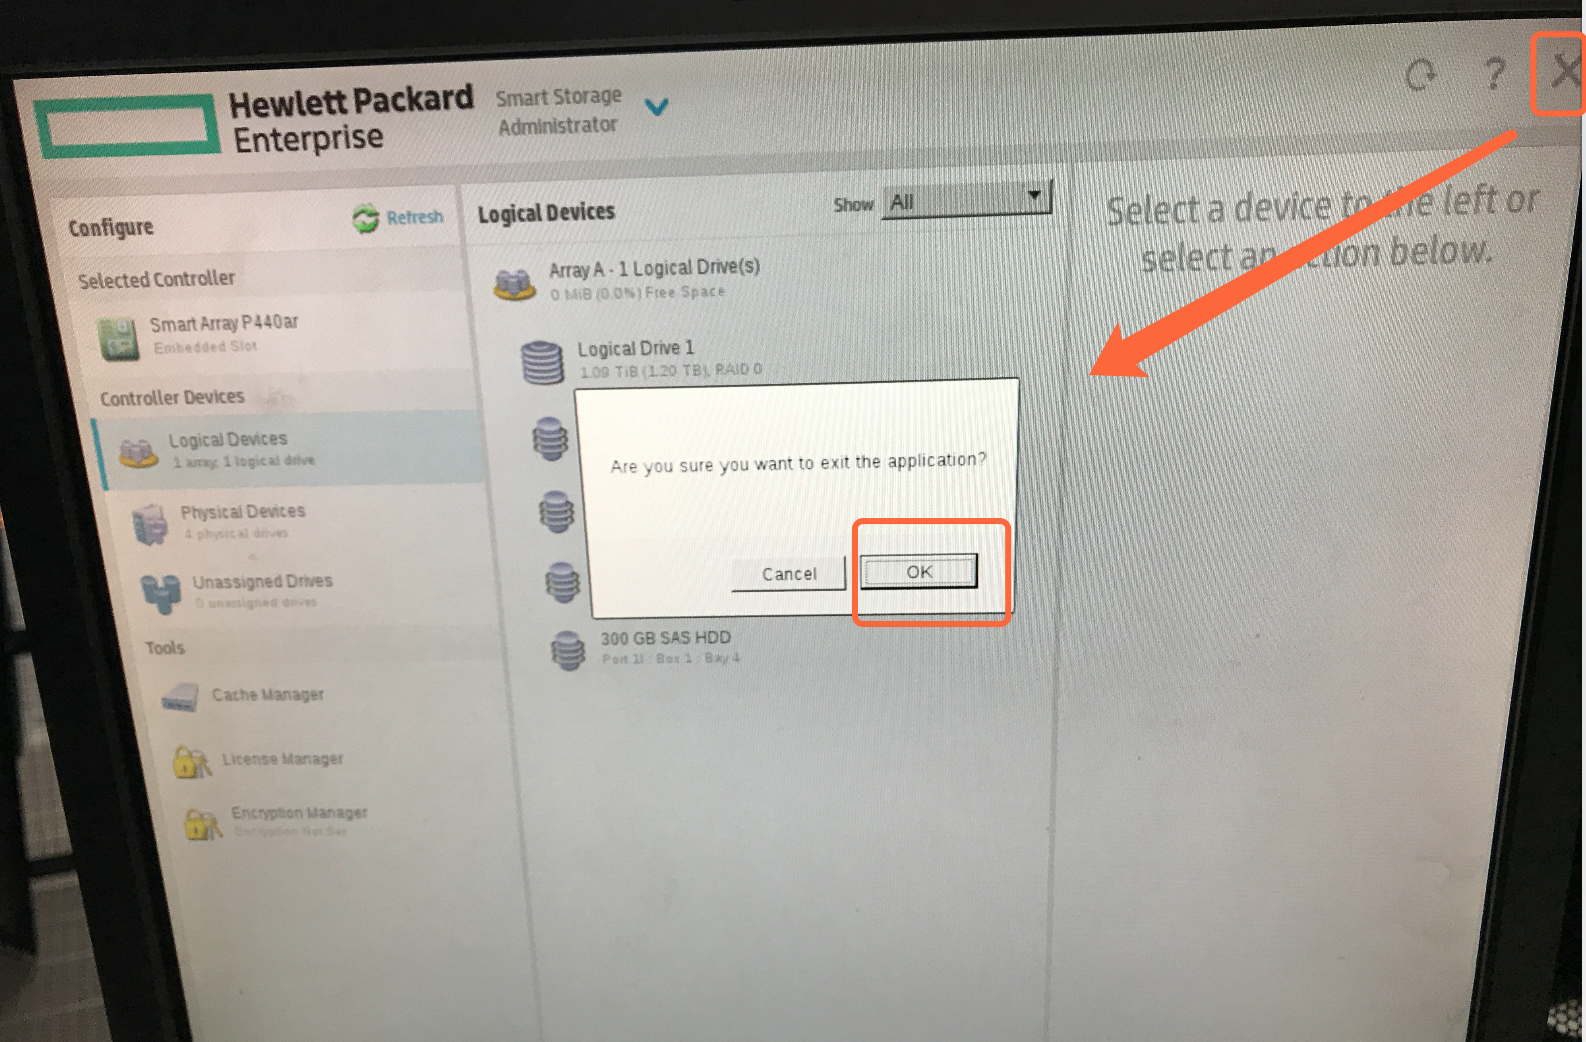 Hewlett Packard
Enterprise
Smart Storage
Administrator
?
Configure
Refresh
Selected Controller
Smart Array P440ar
Embedded Slot
Controller Devices
Logical Devices
1 array, 1 logical drive
Physical Devices
4 physical drives
Unassigned Drives
0 unassigned drives
Tools
Cache Manager
License Manager
Encryption Manager
Encryption Not Set
Logical Devices
Show
All
Array A - 1 Logical Drive(s)
0 MiB (0.0%) Free Space
Logical Drive 1
1.09 TiB (1.20 TB), RAID 0
Are you sure you want to exit the application?
Cancel
OK
300 GB SAS HDD
Port 1I : Box 1 : Bay 4
Select a device to the left or
select an action below.